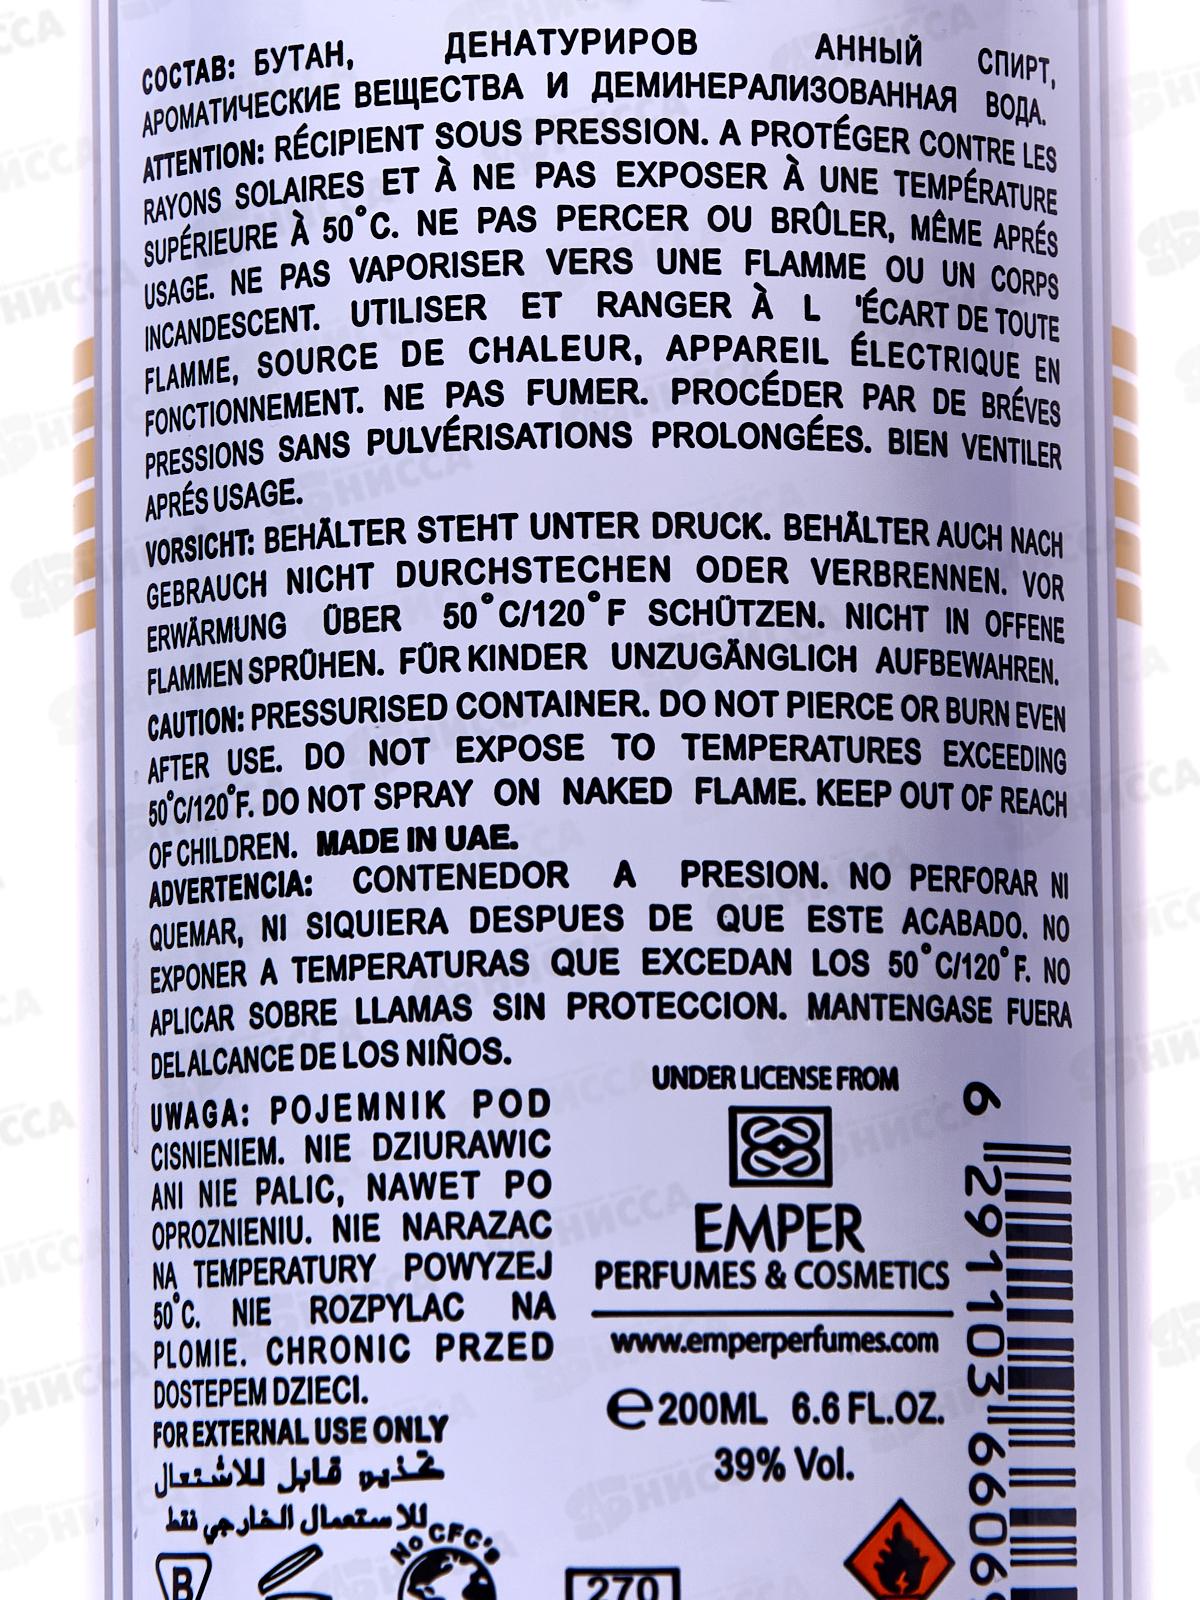 СОСТАВ: БУТАН, ДЕНАТУРИРОВ АННЫЙ СПИРТ,
АРОМАТИЧЕСКИЕ ВЕЩЕСТВА И ДЕМИНЕРАЛИЗОВАННАЯ ВОДА.
ATTENTION: RÉCIPIENT SOUS PRESSION. A PROTÉGER CONTRE LES
RAYONS SOLAIRES ET À NE PAS EXPOSER À UNE TEMPÉRATURE
SUPÉRIEURE À 50°C. NE PAS PERCER OU BRÛLER, MÊME APRÉS
USAGE. NE PAS VAPORISER VERS UNE FLAMME OU UN CORPS
INCANDESCENT. UTILISER ET RANGER À L 'ÉCART DE TOUTE
FLAMME, SOURCE DE CHALEUR, APPAREIL ÉLECTRIQUE EN
FONCTIONNEMENT. NE PAS FUMER. PROCÉDER PAR DE BRÉVES
PRESSIONS SANS PULVÉRISATIONS PROLONGÉES. BIEN VENTILER
APRÉS USAGE.
VORSICHT: BEHÄLTER STEHT UNTER DRUCK. BEHÄLTER AUCH NACH
GEBRAUCH NICHT DURCHSTECHEN ODER VERBRENNEN. VOR
ERWÄRMUNG ÜBER 50°C/120°F SCHÜTZEN. NICHT IN OFFENE
FLAMMEN SPRÜHEN. FÜR KINDER UNZUGÄNGLICH AUFBEWAHREN.
CAUTION: PRESSURISED CONTAINER. DO NOT PIERCE OR BURN EVEN
AFTER USE. DO NOT EXPOSE TO TEMPERATURES EXCEEDING
50°C/120°F. DO NOT SPRAY ON NAKED FLAME. KEEP OUT OF REACH
OF CHILDREN. MADE IN UAE.
ADVERTENCIA: CONTENEDOR A PRESION. NO PERFORAR NI
QUEMAR, NI SIQUIERA DESPUES DE QUE ESTE ACABADO. NO
EXPONER A TEMPERATURAS QUE EXCEDAN LOS 50°C/120°F. NO
APLICAR SOBRE LLAMAS SIN PROTECCION. MANTENGASE FUERA
DEL ALCANCE DE LOS NIÑOS.
UWAGA: POJEMNIK POD
CISNIENIEM. NIE DZIURAWIC
ANI NIE PALIC, NAWET PO
OPROZNIENIU. NIE NARAZAC
NA TEMPERATURY POWYZEJ
50°C. NIE ROZPYLAC NA
PLOMIE. CHRONIC PRZED
DOSTEPEM DZIECI.
FOR EXTERNAL USE ONLY
تحذير قابل للاشتعال
للاستعمال الخارجي فقط
UNDER LICENSE FROM
EMPER
PERFUMES & COSMETICS
www.emperperfumes.com
℮200ML 6.6 FL.OZ.
39% Vol.
6 291103 6606
B
No CFC's
270
АБНИССА